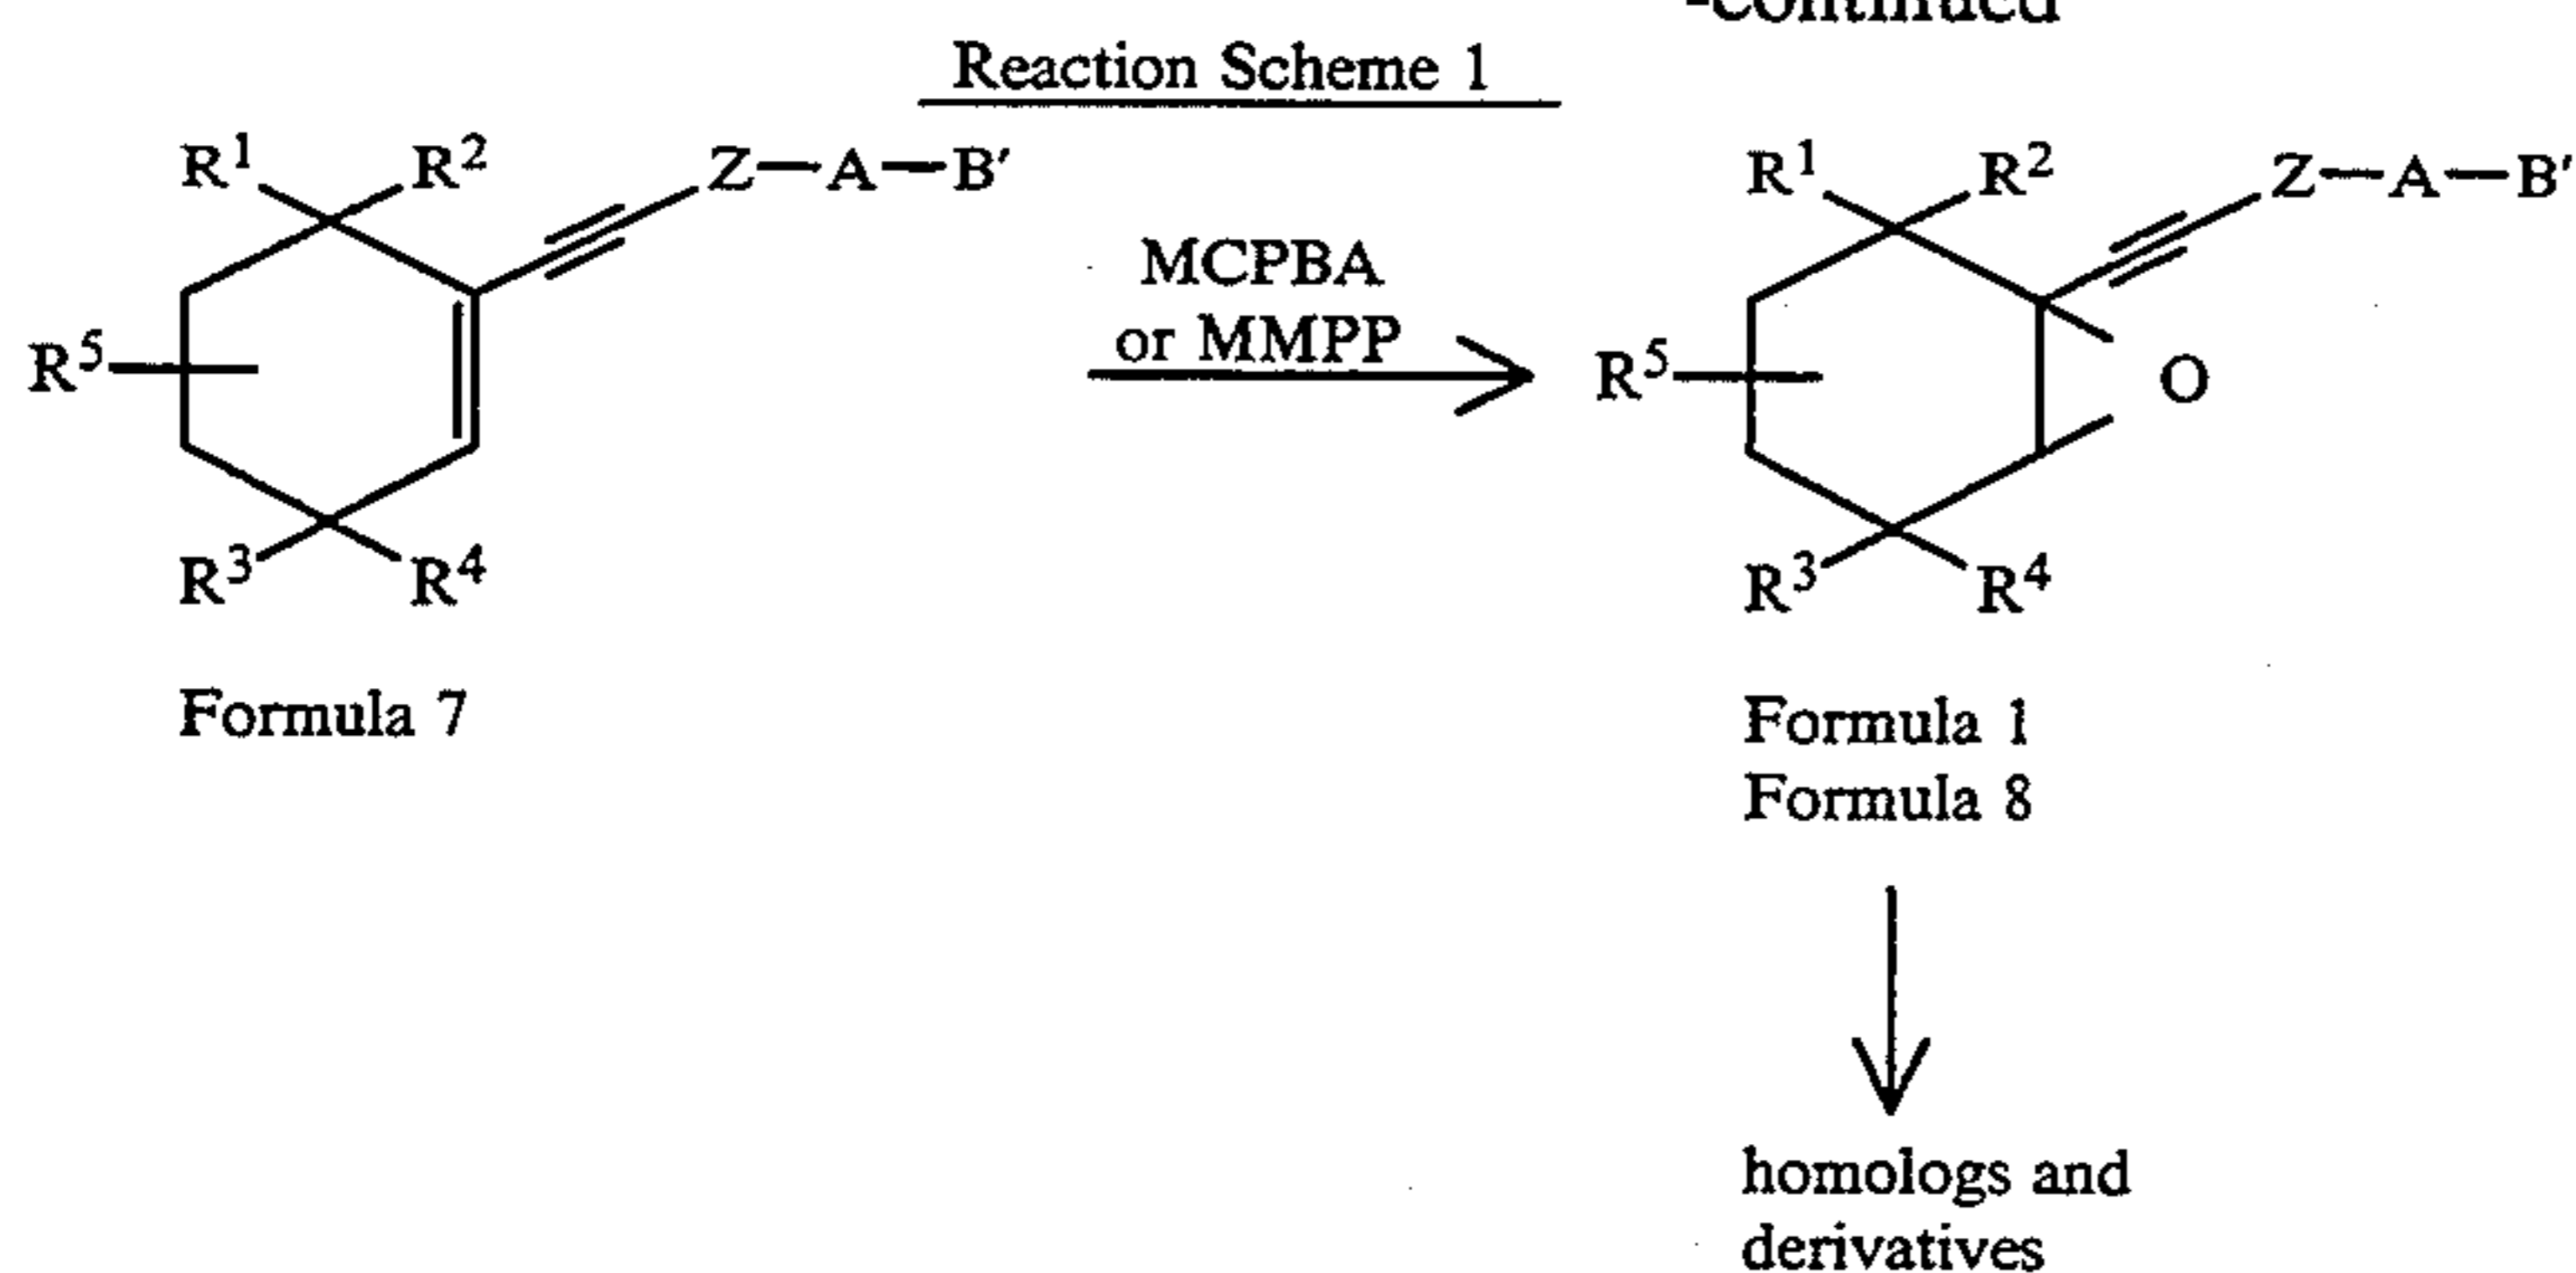 -continued
Reaction Scheme 1
R¹ R² Z—A—B′
R⁵
R³ R⁴
Formula 7
MCPBA
or MMPP
R¹ R² Z—A—B′
R⁵ O
R³ R⁴
Formula 1
Formula 8
homologs and
derivatives